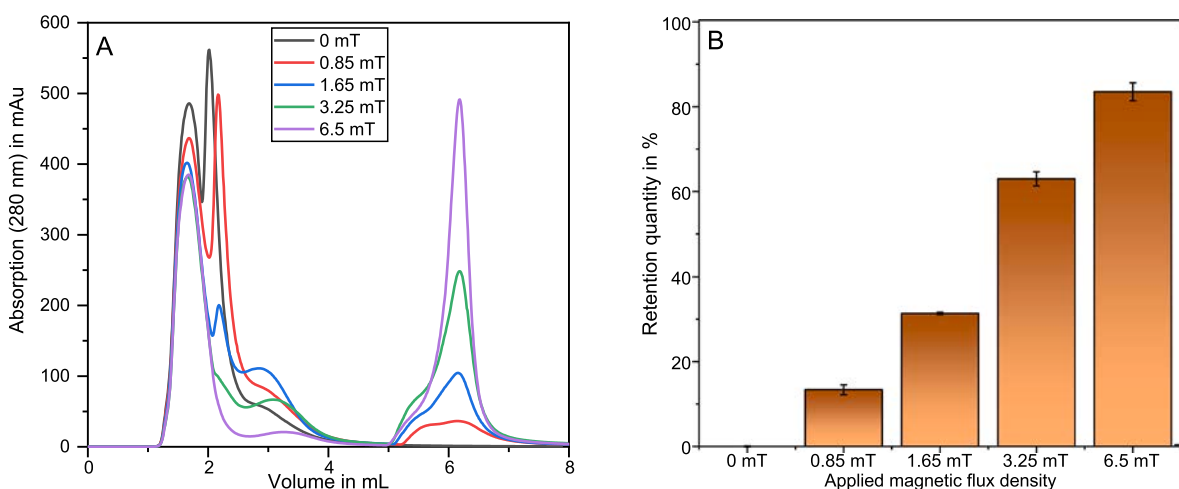 A
600
500
400
300
200
100
0
Absorption (280 nm) in mAu
0 mT
0.85 mT
1.65 mT
3.25 mT
6.5 mT
0 2 4 6 8
Volume in mL
B
100
80
60
40
20
0
Retention quantity in %
0 mT 0.85 mT 1.65 mT 3.25 mT 6.5 mT
Applied magnetic flux density